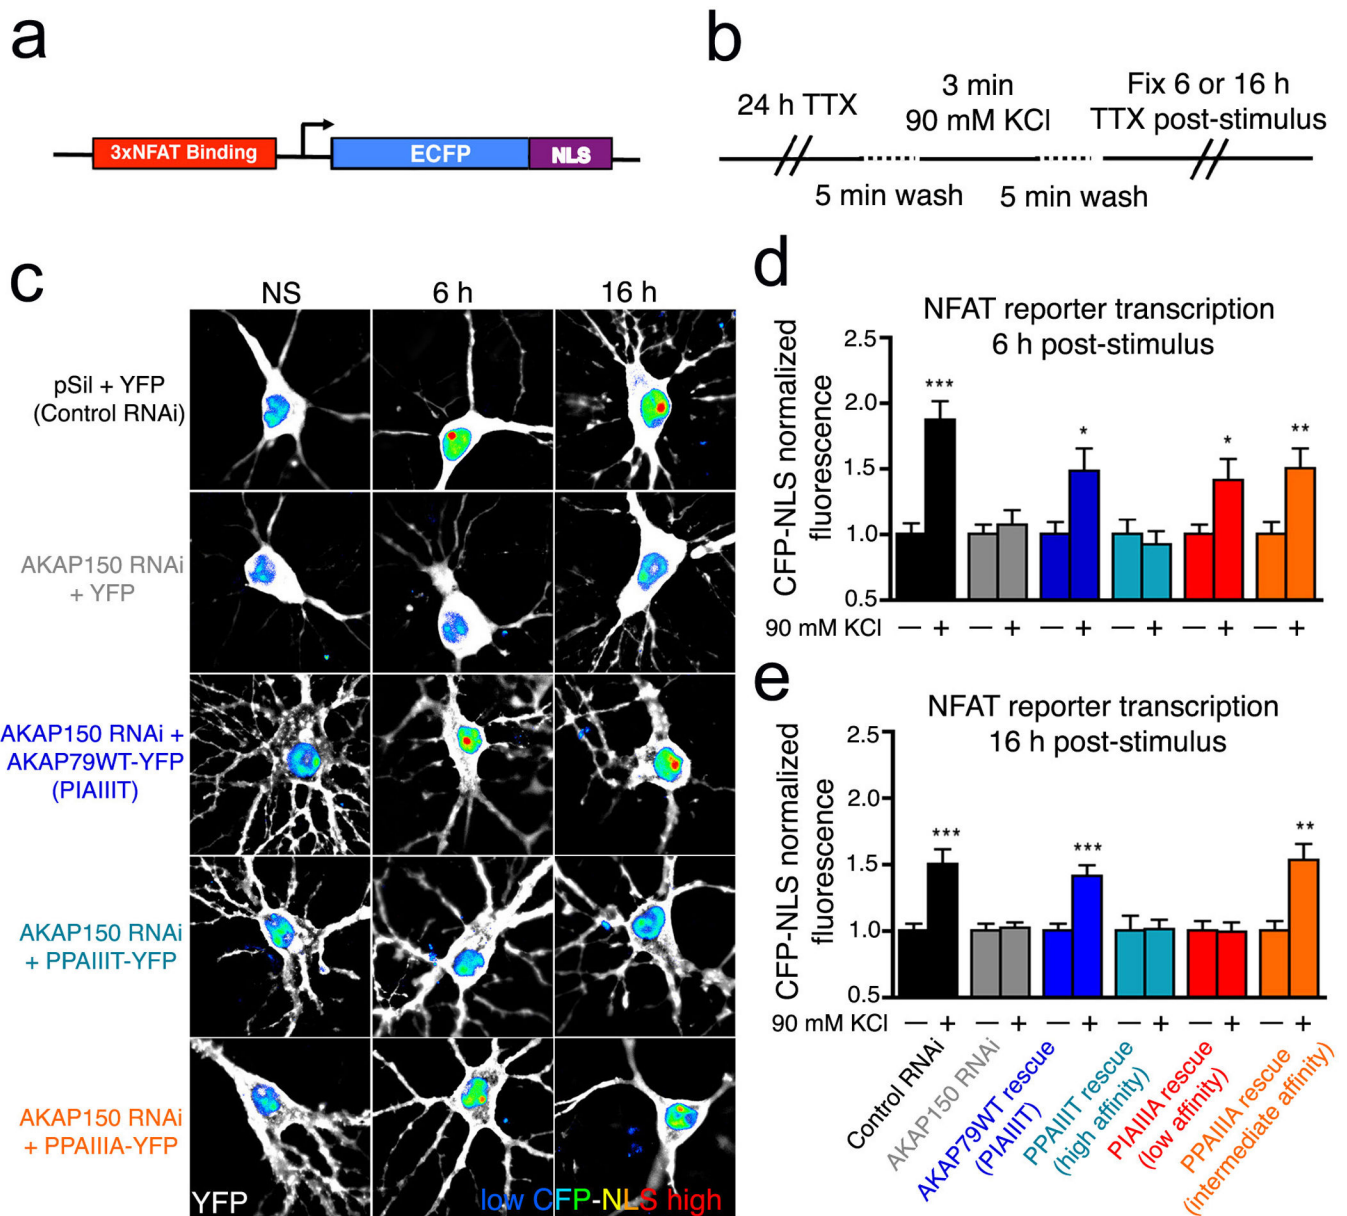 a
3xNFAT Binding
ECFP
NLS
b
24 h TTX
3 min
90 mM KCl
Fix 6 or 16 h
TTX post-stimulus
5 min wash
5 min wash
c
NS
6 h
16 h
pSil + YFP
(Control RNAi)
AKAP150 RNAi
+ YFP
AKAP150 RNAi +
AKAP79WT-YFP
(PIAIIIT)
AKAP150 RNAi
+ PPAIIIT-YFP
AKAP150 RNAi
+ PPAIIIA-YFP
YFP
low CFP-NLS high
d
NFAT reporter transcription
6 h post-stimulus
CFP-NLS normalized
fluorescence
2.5
2.0
1.5
1.0
0.5
***
*
*
**
90 mM KCl
— + — + — + — + — + — +
e
NFAT reporter transcription
16 h post-stimulus
CFP-NLS normalized
fluorescence
2.5
2.0
1.5
1.0
0.5
***
***
**
90 mM KCl
— + — + — + — + — + — +
Control RNAi
AKAP150 RNAi
AKAP79WT rescue
(PIAIIIT)
PPAIIIT rescue
(high affinity)
PIAIIIA rescue
(low affinity)
PPAIIIA rescue
(intermediate affinity)